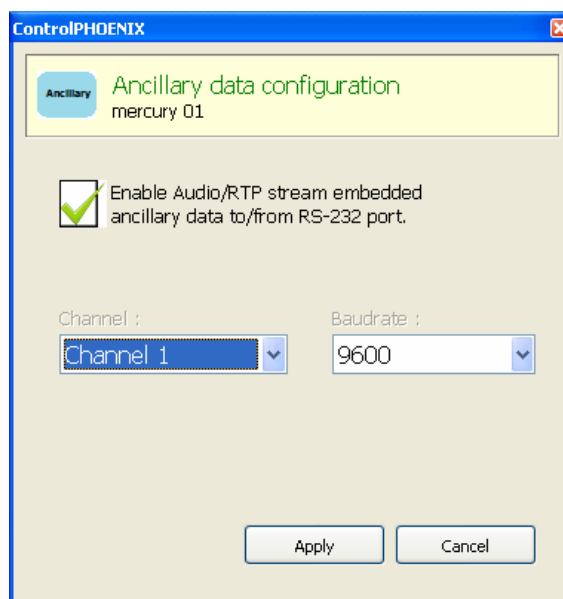 ControlPHOENIX
Ancillary
Ancillary data configuration
mercury 01
Enable Audio/RTP stream embedded
ancillary data to/from RS-232 port.
Channel :
Baudrate :
Channel 1
9600
Apply
Cancel